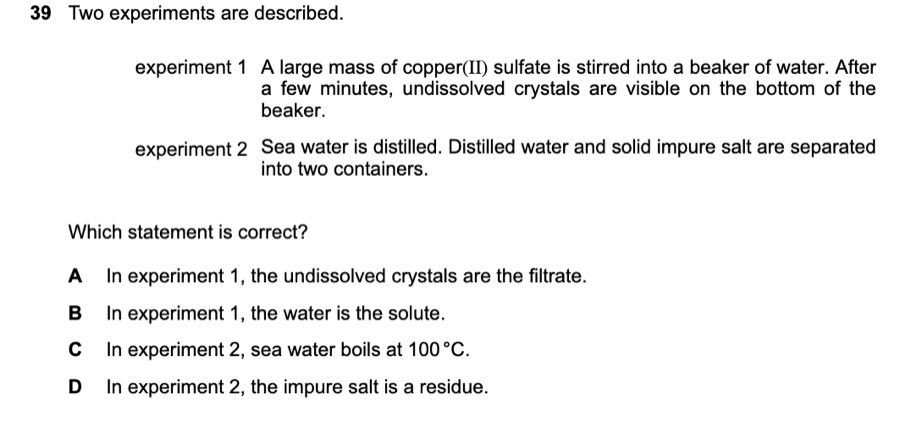 39 Two experiments are described.
experiment 1 A large mass of copper(II) sulfate is stirred into a beaker of water. After
a few minutes, undissolved crystals are visible on the bottom of the
beaker.
experiment 2 Sea water is distilled. Distilled water and solid impure salt are separated
into two containers.
Which statement is correct?
A In experiment 1, the undissolved crystals are the filtrate.
B In experiment 1, the water is the solute.
C In experiment 2, sea water boils at 100 °C.
D In experiment 2, the impure salt is a residue.